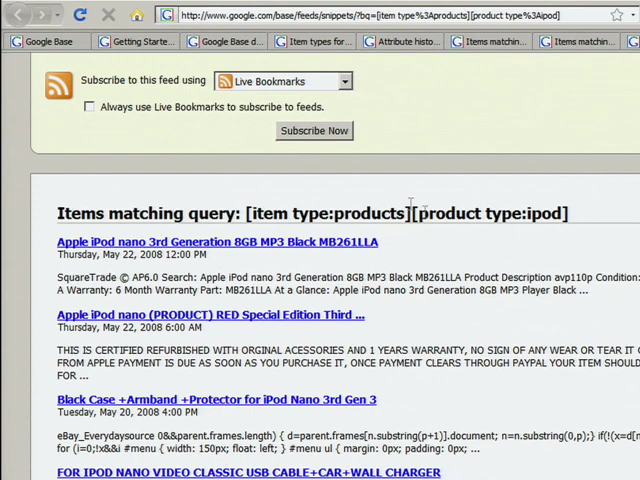 http://www.google.com/base/feeds/snippets/?bq=[item type%3Aproducts][product type%3Aipod]
Google Base
Getting Starte...
Google Base d...
Item types for...
Attribute histo...
Items matchin...
Items matchin...
Subscribe to this feed using
Live Bookmarks
Always use Live Bookmarks to subscribe to feeds.
Subscribe Now
Items matching query: [item type:products][product type:ipod]
Apple iPod nano 3rd Generation 8GB MP3 Black MB261LLA
Thursday, May 22, 2008 12:00 PM
SquareTrade © AP6.0 Search: Apple iPod nano 3rd Generation 8GB MP3 Black MB261LLA Product Description avp110p Condition:
A Warranty: 6 Month Warranty Part: MB261LLA At a Glance: Apple iPod nano 3rd Generation 8GB MP3 Player Black ...
Apple iPod nano (PRODUCT) RED Special Edition Third ...
Thursday, May 22, 2008 6:00 AM
THIS IS CERTIFIED REFURBISHED WITH ORGINAL ACESSORIES AND 1 YEARS WARRANTY, NO SIGN OF ANY WEAR OR TEAR IT
FROM APPLE PAYMENT IS DUE AS SOON AS YOU PURCHASE IT, ONCE PAYMENT CLEARS THROUGH PAYPAL YOUR ITEM
FOR ...
Black Case +Armband +Protector for iPod Nano 3rd Gen 3
Tuesday, May 20, 2008 4:00 PM
eBay_Everydaysource 0&&parent.frames.length) { d=parent.frames[n.substring(p+1)].document; n=n.substring(0,p);} if(!(x=d[n
for (i=0;!x&&i #menu { width: 150px; float: left; } #menu ul { margin: 0px; padding: 0px; ...
FOR IPOD NANO VIDEO CLASSIC USB CABLE+CAR+WALL CHARGER